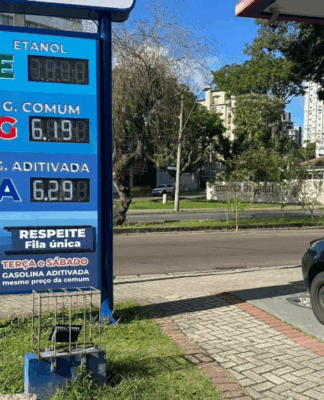 ETANOL
E
G. COMUM
G
6.19
G. ADITIVADA
A
6.29
RESPEITE
Fila única
TERÇA e SÁBADO
GASOLINA ADITIVADA
mesmo preço da comum